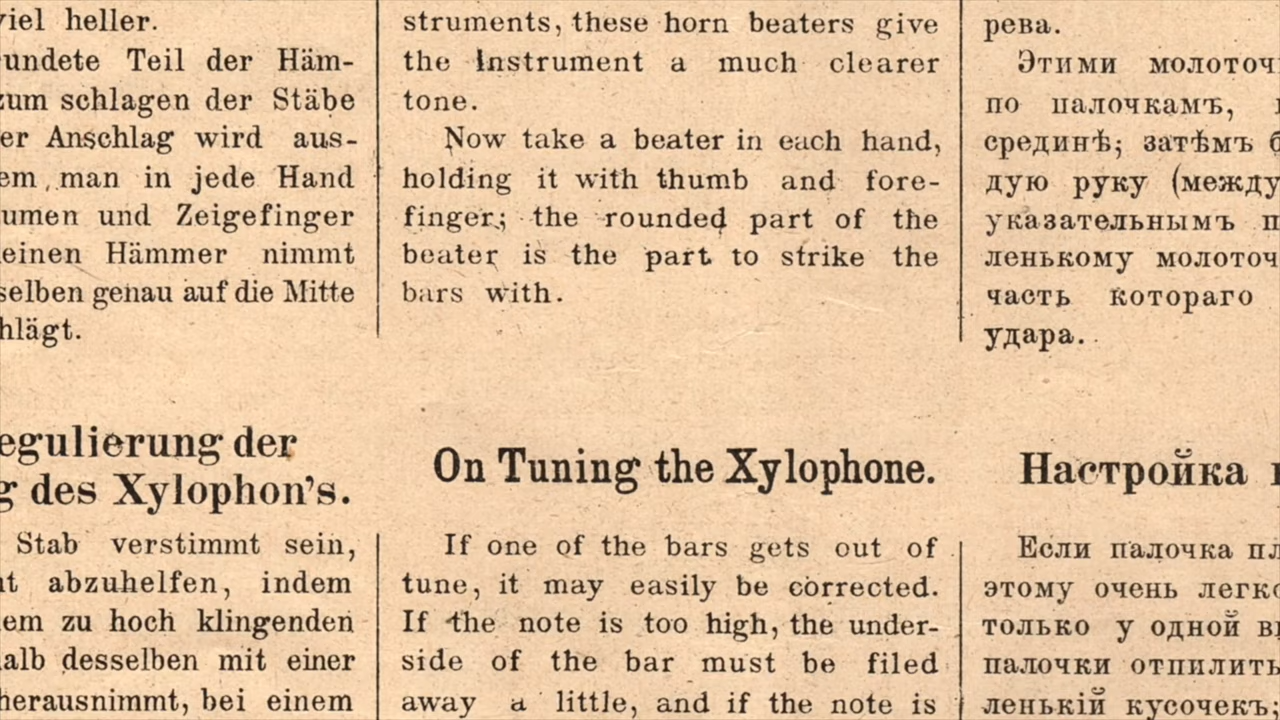 viel heller.
rundete Teil der Häm-
zum schlagen der Stäbe
er Anschlag wird aus-
em, man in jede Hand
umen und Zeigefinger
leinen Hämmer nimmt
selben genau auf die Mitte
hlägt.
egulierung der
g des Xylophon's.
Stab verstimmt sein,
ht abzuhelfen, indem
dem zu hoch klingenden
halb desselben mit einer
herausnimmt, bei einem
struments, these horn beaters give
the Instrument a much clearer
tone.
Now take a beater in each hand,
holding it with thumb and fore-
finger; the rounded part of the
beater is the part to strike the
bars with.
On Tuning the Xylophone.
If one of the bars gets out of
tune, it may easily be corrected.
If the note is too high, the under-
side of the bar must be filed
away a little, and if the note is
рева.
Этими молоточ
по палочкамъ,
срединѣ; затѣмъ б
дую руку (между
указательнымъ п
ленькому молоточ
часть котораго
удара.
Настройка
Если палочка пл
этому очень легко
только у одной в
палочки отпилить
ленькій кусочекъ;